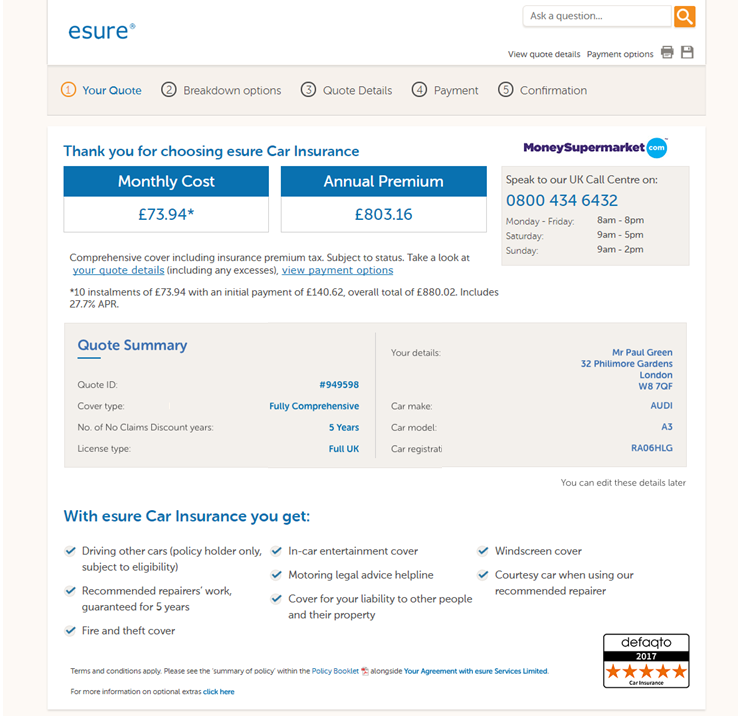 esure®
Ask a question...
View quote details Payment options
1 Your Quote 2 Breakdown options 3 Quote Details 4 Payment 5 Confirmation
Thank you for choosing esure Car Insurance
MoneySupermarket com
Monthly Cost
£73.94*
Annual Premium
£803.16
Speak to our UK Call Centre on:
0800 434 6432
Monday - Friday: 8am - 8pm
Saturday: 9am - 5pm
Sunday: 9am - 2pm
Comprehensive cover including insurance premium tax. Subject to status. Take a look at
your quote details (including any excesses), view payment options
*10 instalments of £73.94 with an initial payment of £140.62, overall total of £880.02. Includes
27.7% APR.
Quote Summary
Quote ID: #949598
Cover type: Fully Comprehensive
No. of No Claims Discount years: 5 Years
License type: Full UK
Your details: Mr Paul Green
32 Philimore Gardens
London
W8 7QF
Car make: AUDI
Car model: A3
Car registrat RA06HLG
You can edit these details later
With esure Car Insurance you get:
Driving other cars (policy holder only,
subject to eligibility)
Recommended repairers' work,
guaranteed for 5 years
Fire and theft cover
In-car entertainment cover
Motoring legal advice helpline
Cover for your liability to other people
and their property
Windscreen cover
Courtesy car when using our
recommended repairer
defaqto
2017
Car Insurance
Terms and conditions apply. Please see the 'summary of policy' within the Policy Booklet alongside Your Agreement with esure Services Limited.
For more information on optional extras click here